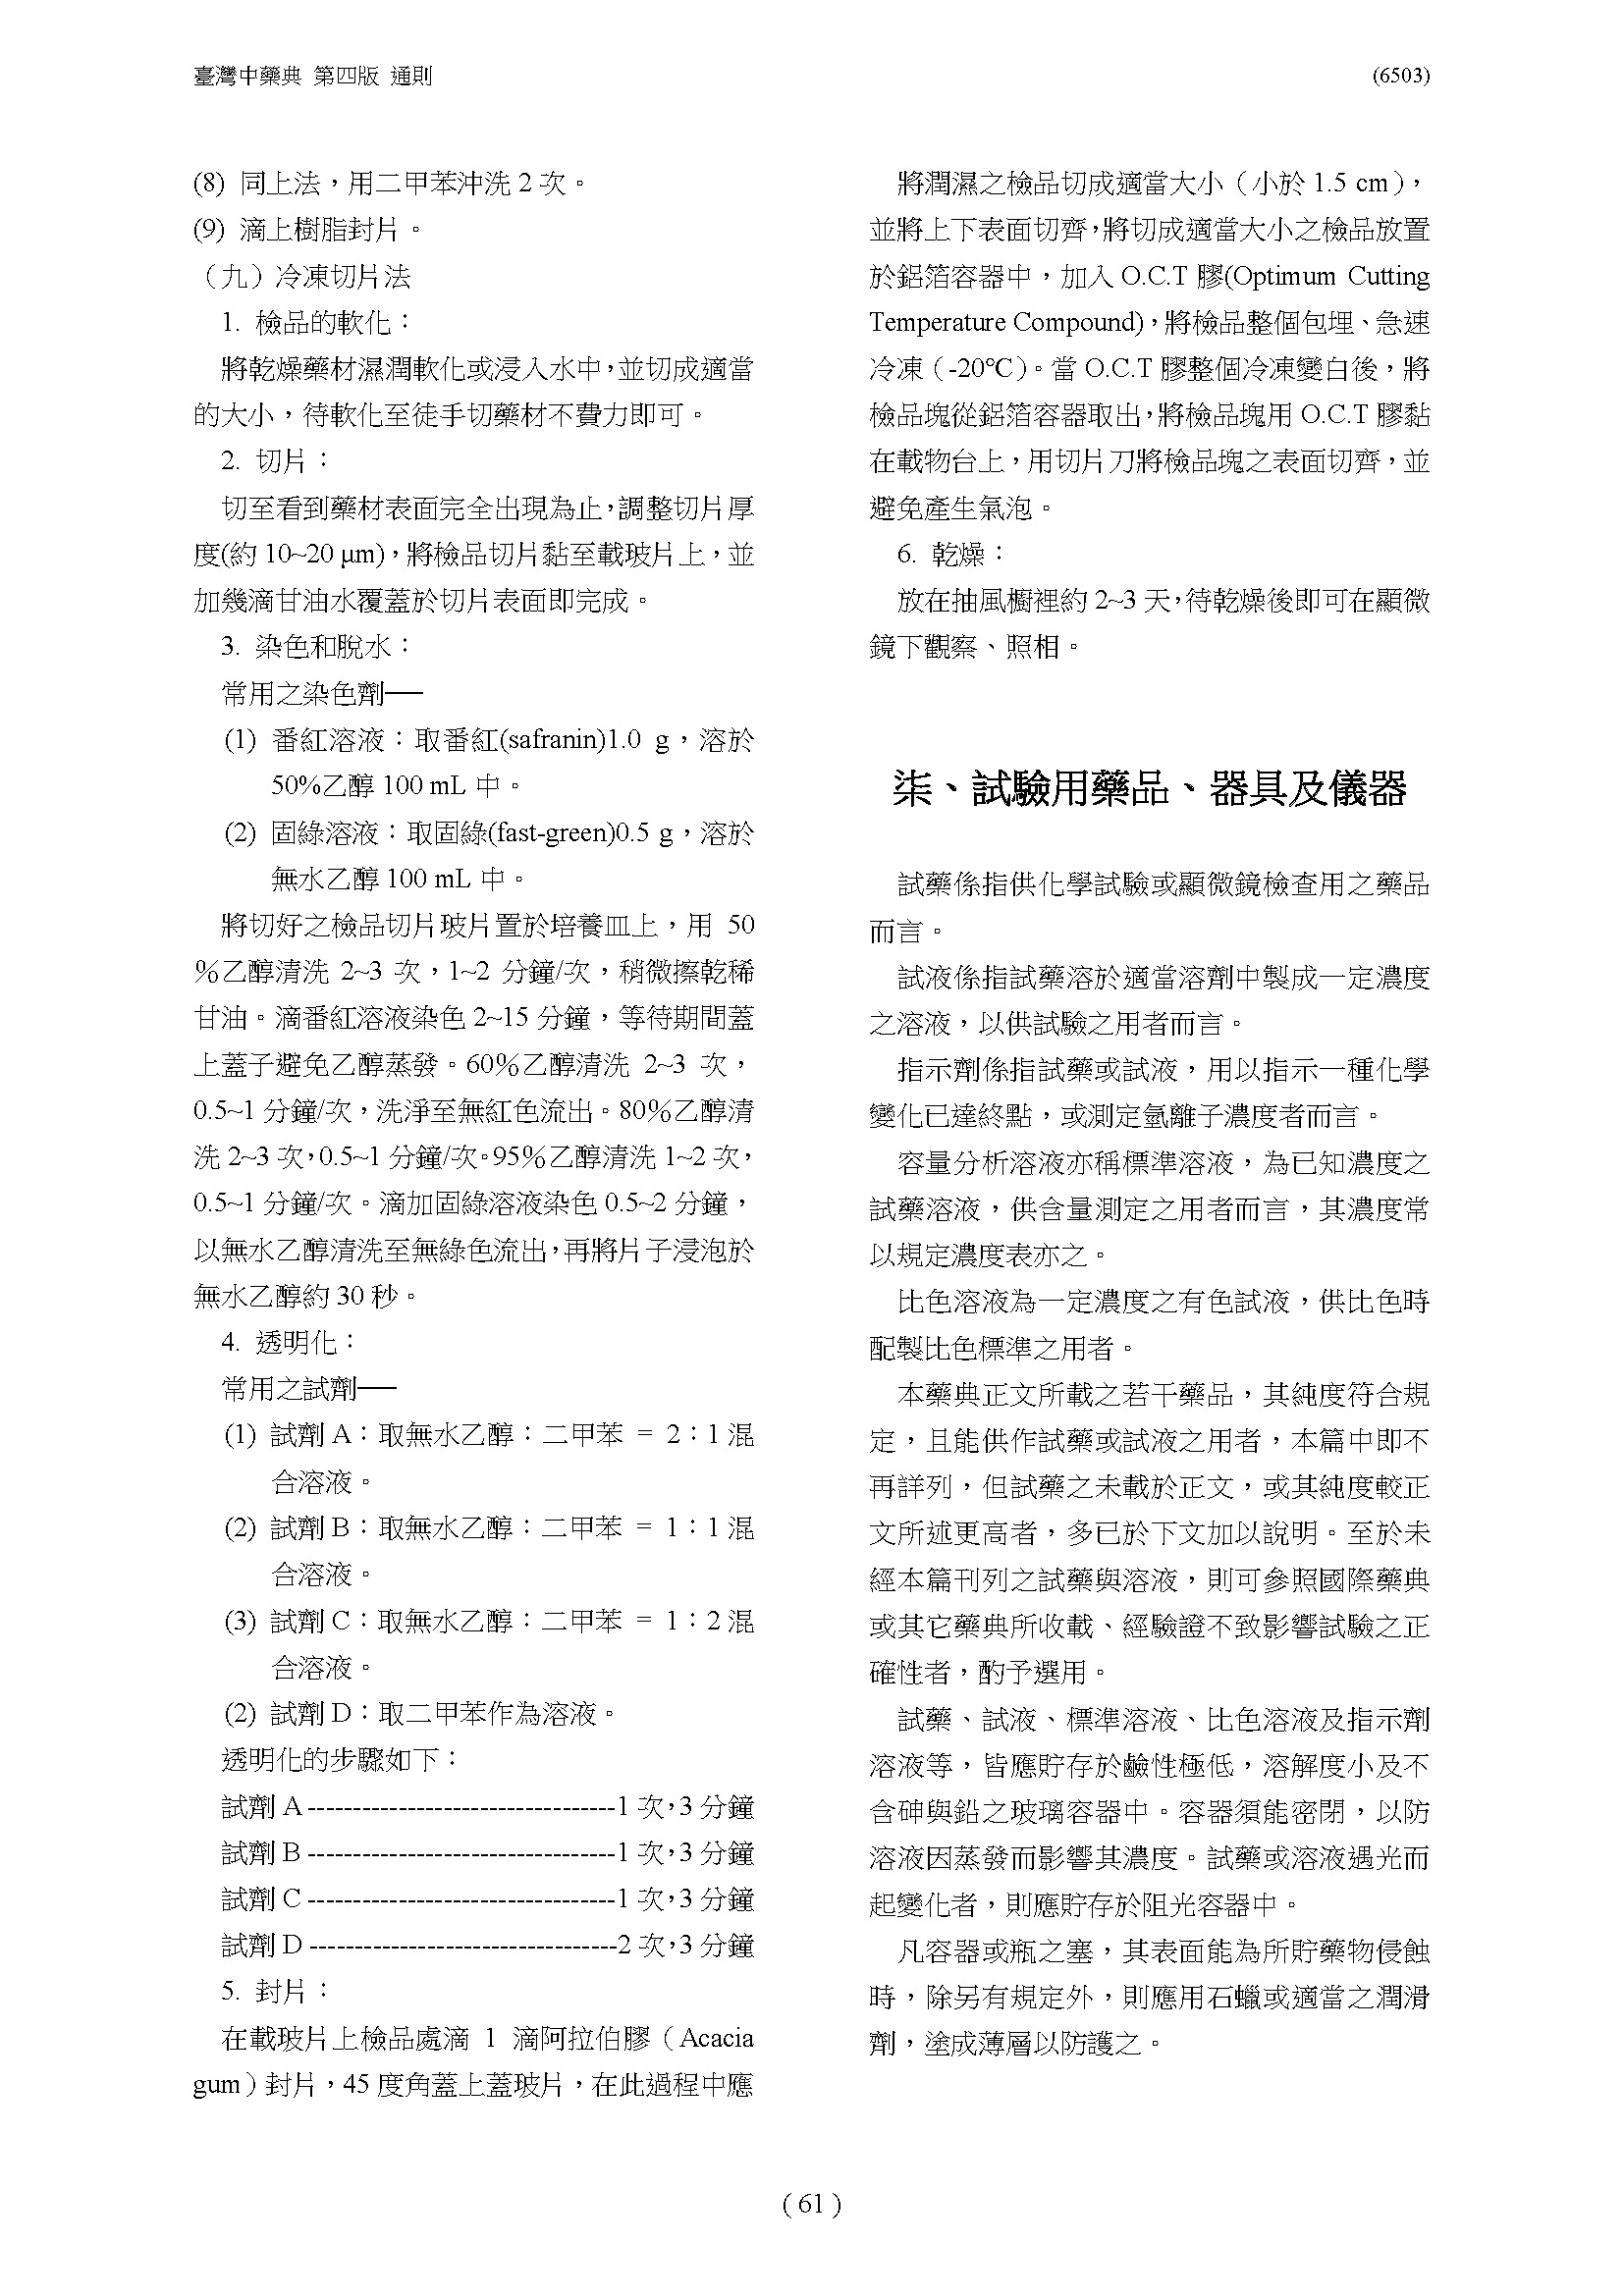 臺灣中藥典 第四版 通則
(6503)
(8) 同上法，用二甲苯沖洗 2 次。
(9) 滴上樹脂封片。
（九）冷凍切片法
1. 檢品的軟化：
將乾燥藥材濕潤軟化或浸入水中，並切成適當
的大小，待軟化至徒手切藥材不費力即可。
2. 切片：
切至看到藥材表面完全出現為止，調整切片厚
度(約 10~20 μm)，將檢品切片黏至載玻片上，並
加幾滴甘油水覆蓋於切片表面即完成。
3. 染色和脫水：
常用之染色劑──
(1) 番紅溶液：取番紅(safranin)1.0 g，溶於
50%乙醇 100 mL 中。
(2) 固綠溶液：取固綠(fast-green)0.5 g，溶於
無水乙醇 100 mL 中。
將切好之檢品切片玻片置於培養皿上，用 50
％乙醇清洗 2~3 次，1~2 分鐘/次，稍微擦乾稀
甘油。滴番紅溶液染色 2~15 分鐘，等待期間蓋
上蓋子避免乙醇蒸發。60％乙醇清洗 2~3 次，
0.5~1 分鐘/次，洗淨至無紅色流出。80％乙醇清
洗 2~3 次，0.5~1 分鐘/次。95％乙醇清洗 1~2 次，
0.5~1 分鐘/次。滴加固綠溶液染色 0.5~2 分鐘，
以無水乙醇清洗至無綠色流出，再將片子浸泡於
無水乙醇約 30 秒。
4. 透明化：
常用之試劑──
(1) 試劑 A：取無水乙醇：二甲苯 = 2：1 混
合溶液。
(2) 試劑 B：取無水乙醇：二甲苯 = 1：1 混
合溶液。
(3) 試劑 C：取無水乙醇：二甲苯 = 1：2 混
合溶液。
(2) 試劑 D：取二甲苯作為溶液。
透明化的步驟如下：
試劑 A ----------------------------------1 次，3 分鐘
試劑 B ----------------------------------1 次，3 分鐘
試劑 C ----------------------------------1 次，3 分鐘
試劑 D ----------------------------------2 次，3 分鐘
5. 封片：
在載玻片上檢品處滴 1 滴阿拉伯膠（Acacia
gum）封片，45 度角蓋上蓋玻片，在此過程中應
將潤濕之檢品切成適當大小（小於 1.5 cm），
並將上下表面切齊，將切成適當大小之檢品放置
於鋁箔容器中，加入 O.C.T 膠(Optimum Cutting
Temperature Compound)，將檢品整個包埋、急速
冷凍（-20℃）。當 O.C.T 膠整個冷凍變白後，將
檢品塊從鋁箔容器取出，將檢品塊用 O.C.T 膠黏
在載物台上，用切片刀將檢品塊之表面切齊，並
避免產生氣泡。
6. 乾燥：
放在抽風櫥裡約 2~3 天，待乾燥後即可在顯微
鏡下觀察、照相。
柒、試驗用藥品、器具及儀器
試藥係指供化學試驗或顯微鏡檢查用之藥品
而言。
試液係指試藥溶於適當溶劑中製成一定濃度
之溶液，以供試驗之用者而言。
指示劑係指試藥或試液，用以指示一種化學
變化已達終點，或測定氫離子濃度者而言。
容量分析溶液亦稱標準溶液，為已知濃度之
試藥溶液，供含量測定之用者而言，其濃度常
以規定濃度表亦之。
比色溶液為一定濃度之有色試液，供比色時
配製比色標準之用者。
本藥典正文所載之若干藥品，其純度符合規
定，且能供作試藥或試液之用者，本篇中即不
再詳列，但試藥之未載於正文，或其純度較正
文所述更高者，多已於下文加以說明。至於未
經本篇刊列之試藥與溶液，則可參照國際藥典
或其它藥典所收載、經驗證不致影響試驗之正
確性者，酌予選用。
試藥、試液、標準溶液、比色溶液及指示劑
溶液等，皆應貯存於鹼性極低，溶解度小及不
含砷與鉛之玻璃容器中。容器須能密閉，以防
溶液因蒸發而影響其濃度。試藥或溶液遇光而
起變化者，則應貯存於阻光容器中。
凡容器或瓶之塞，其表面能為所貯藥物侵蝕
時，除另有規定外，則應用石蠟或適當之潤滑
劑，塗成薄層以防護之。
( 61 )